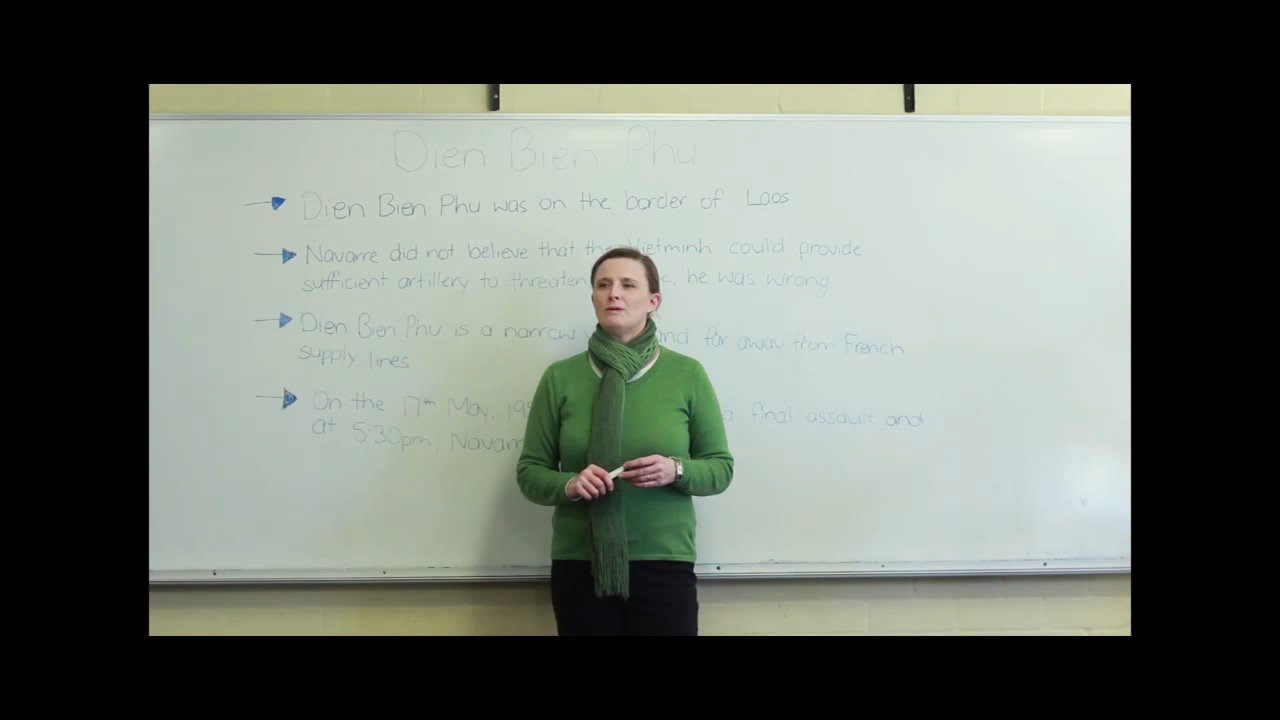 Dien Bien Phu
Dien Bien Phu was on the border of Laos
Navarre did not believe that the Vietminh could provide
sufficient artillery to threaten he was wrong
Dien Bien Phu is a narrow and far away from French
supply lines
On the 17th May, a final assault and
at 5:30pm,